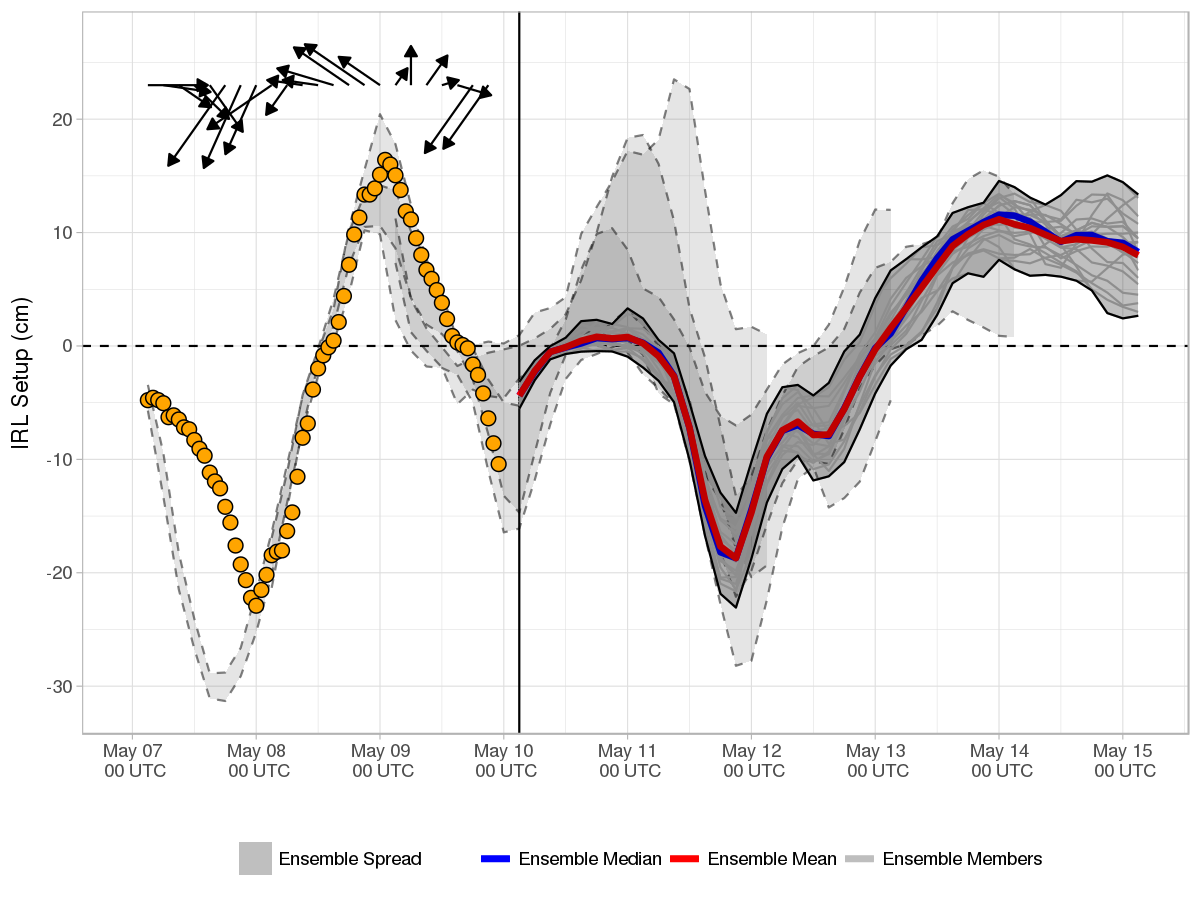 IRL Setup (cm)
20
10
0
-10
-20
-30
May 07 May 08 May 09 May 10 May 11 May 12 May 13 May 14 May 15
00 UTC 00 UTC 00 UTC 00 UTC 00 UTC 00 UTC 00 UTC 00 UTC 00 UTC
Ensemble Spread Ensemble Median Ensemble Mean Ensemble Members